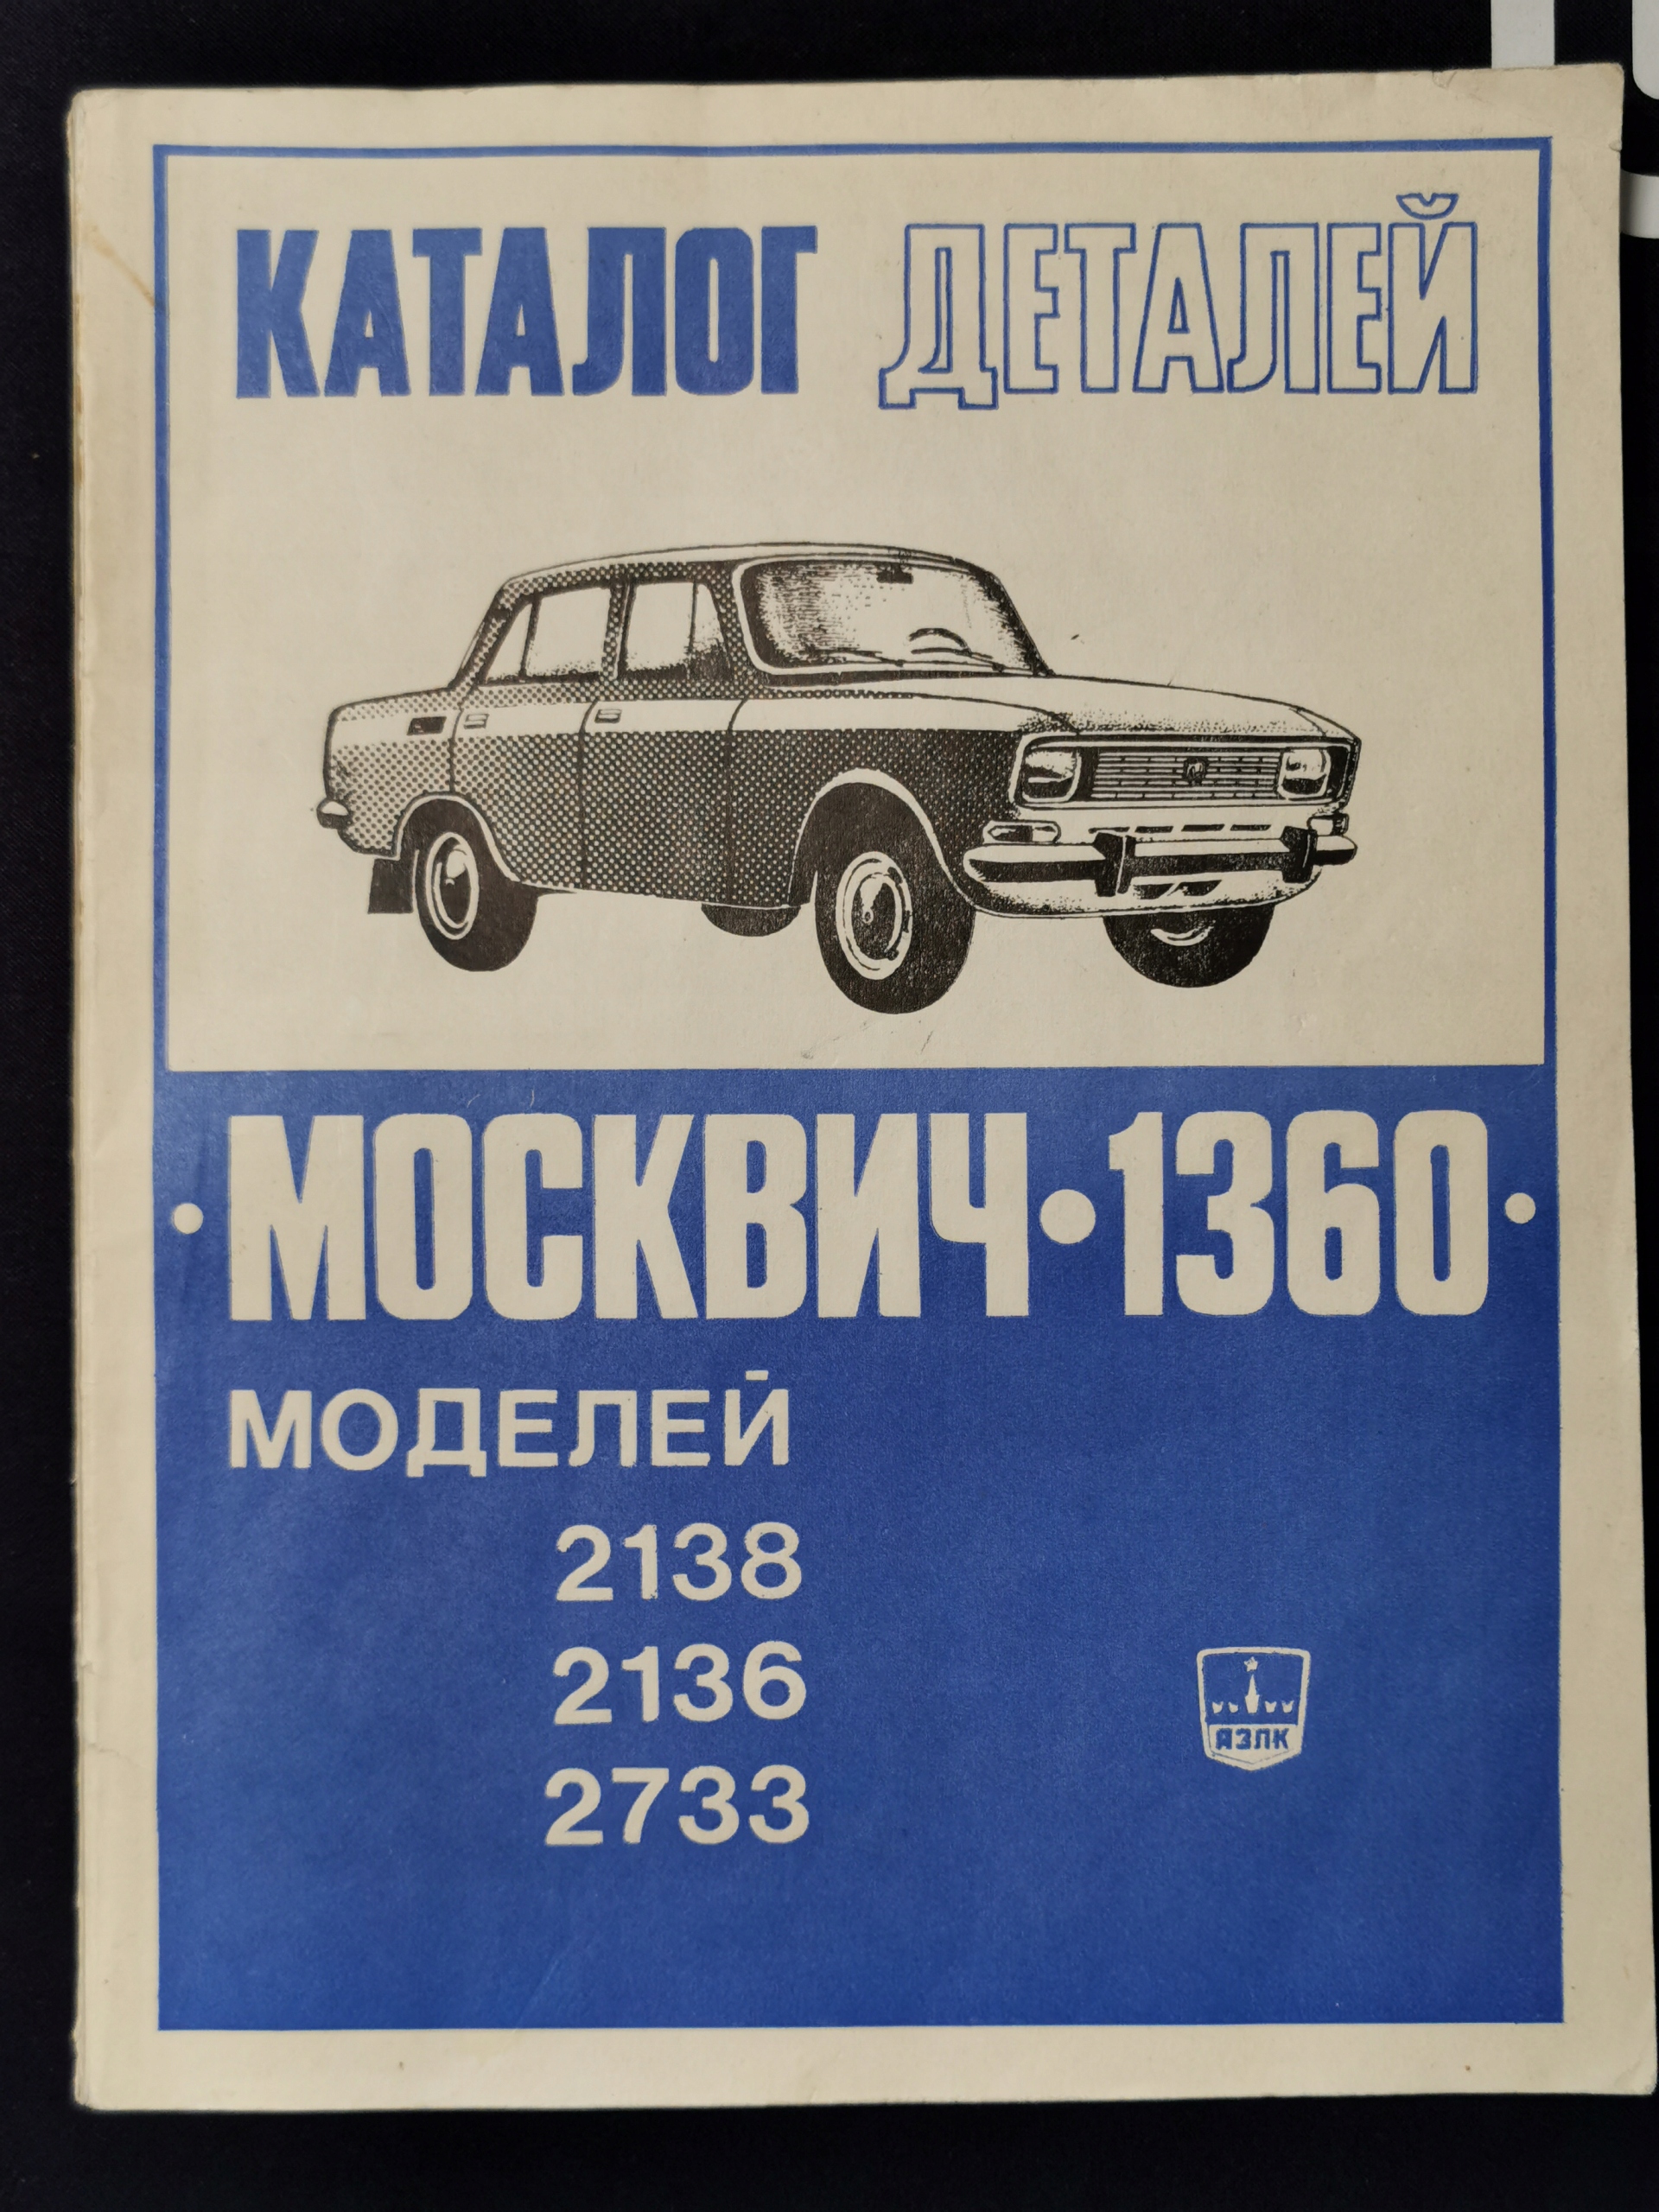 КАТАЛОГ ДЕТАЛЕЙ
• МОСКВИЧ • 1360 •
МОДЕЛЕЙ
2138
2136
2733
АЗЛК